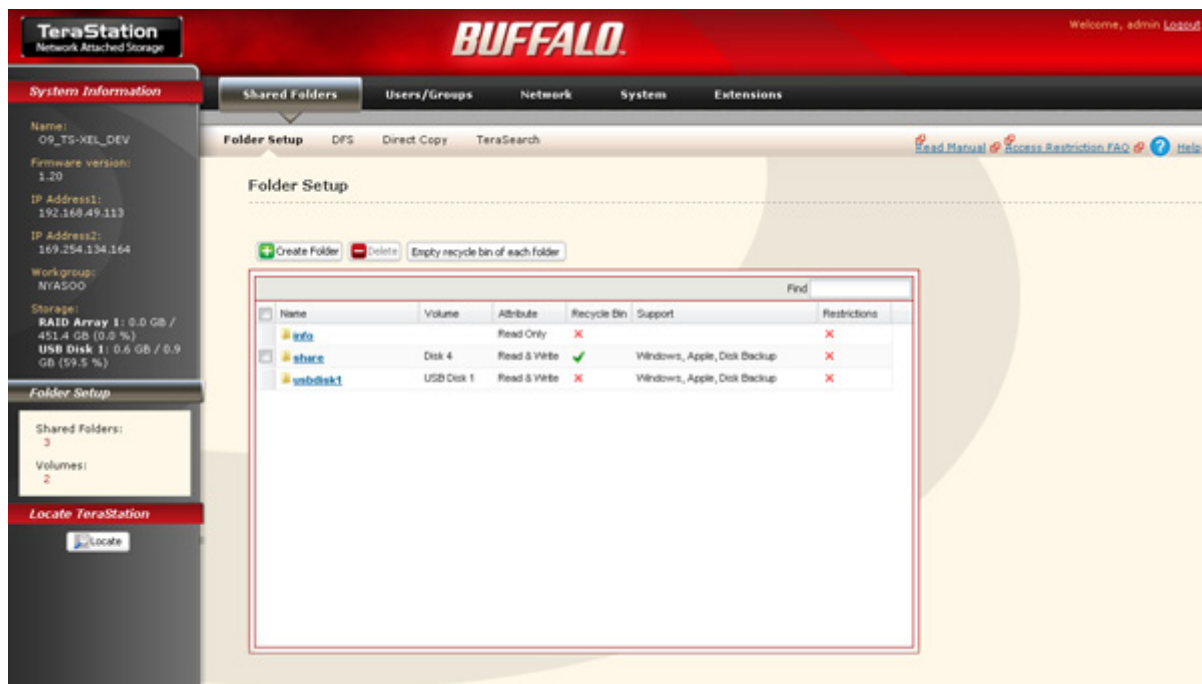 TeraStation
Network Attached Storage
BUFFALO.
Welcome, admin Logout
System Information
Shared Folders Users/Groups Network System Extensions
Name:
O9_TS-XEL_DEV
Firmware version:
1.20
IP Address1:
192.168.49.113
IP Address2:
169.254.134.164
Workgroup:
NYASOO
Storage:
RAID Array 1: 0.0 GB /
451.4 GB (0.0 %)
USB Disk 1: 0.6 GB / 0.9
GB (59.5 %)
Folder Setup
Shared Folders:
3
Volumes:
2
Locate TeraStation
Locate
Folder Setup DFS Direct Copy TeraSearch
Read Manual Access Restriction FAQ ? Help
Folder Setup
Create Folder Delete Empty recycle bin of each folder
Find
Name Volume Attribute Recycle Bin Support Restrictions
info Read Only
share Disk 4 Read & Write Windows, Apple, Disk Backup
usbdisk1 USB Disk 1 Read & Write Windows, Apple, Disk Backup